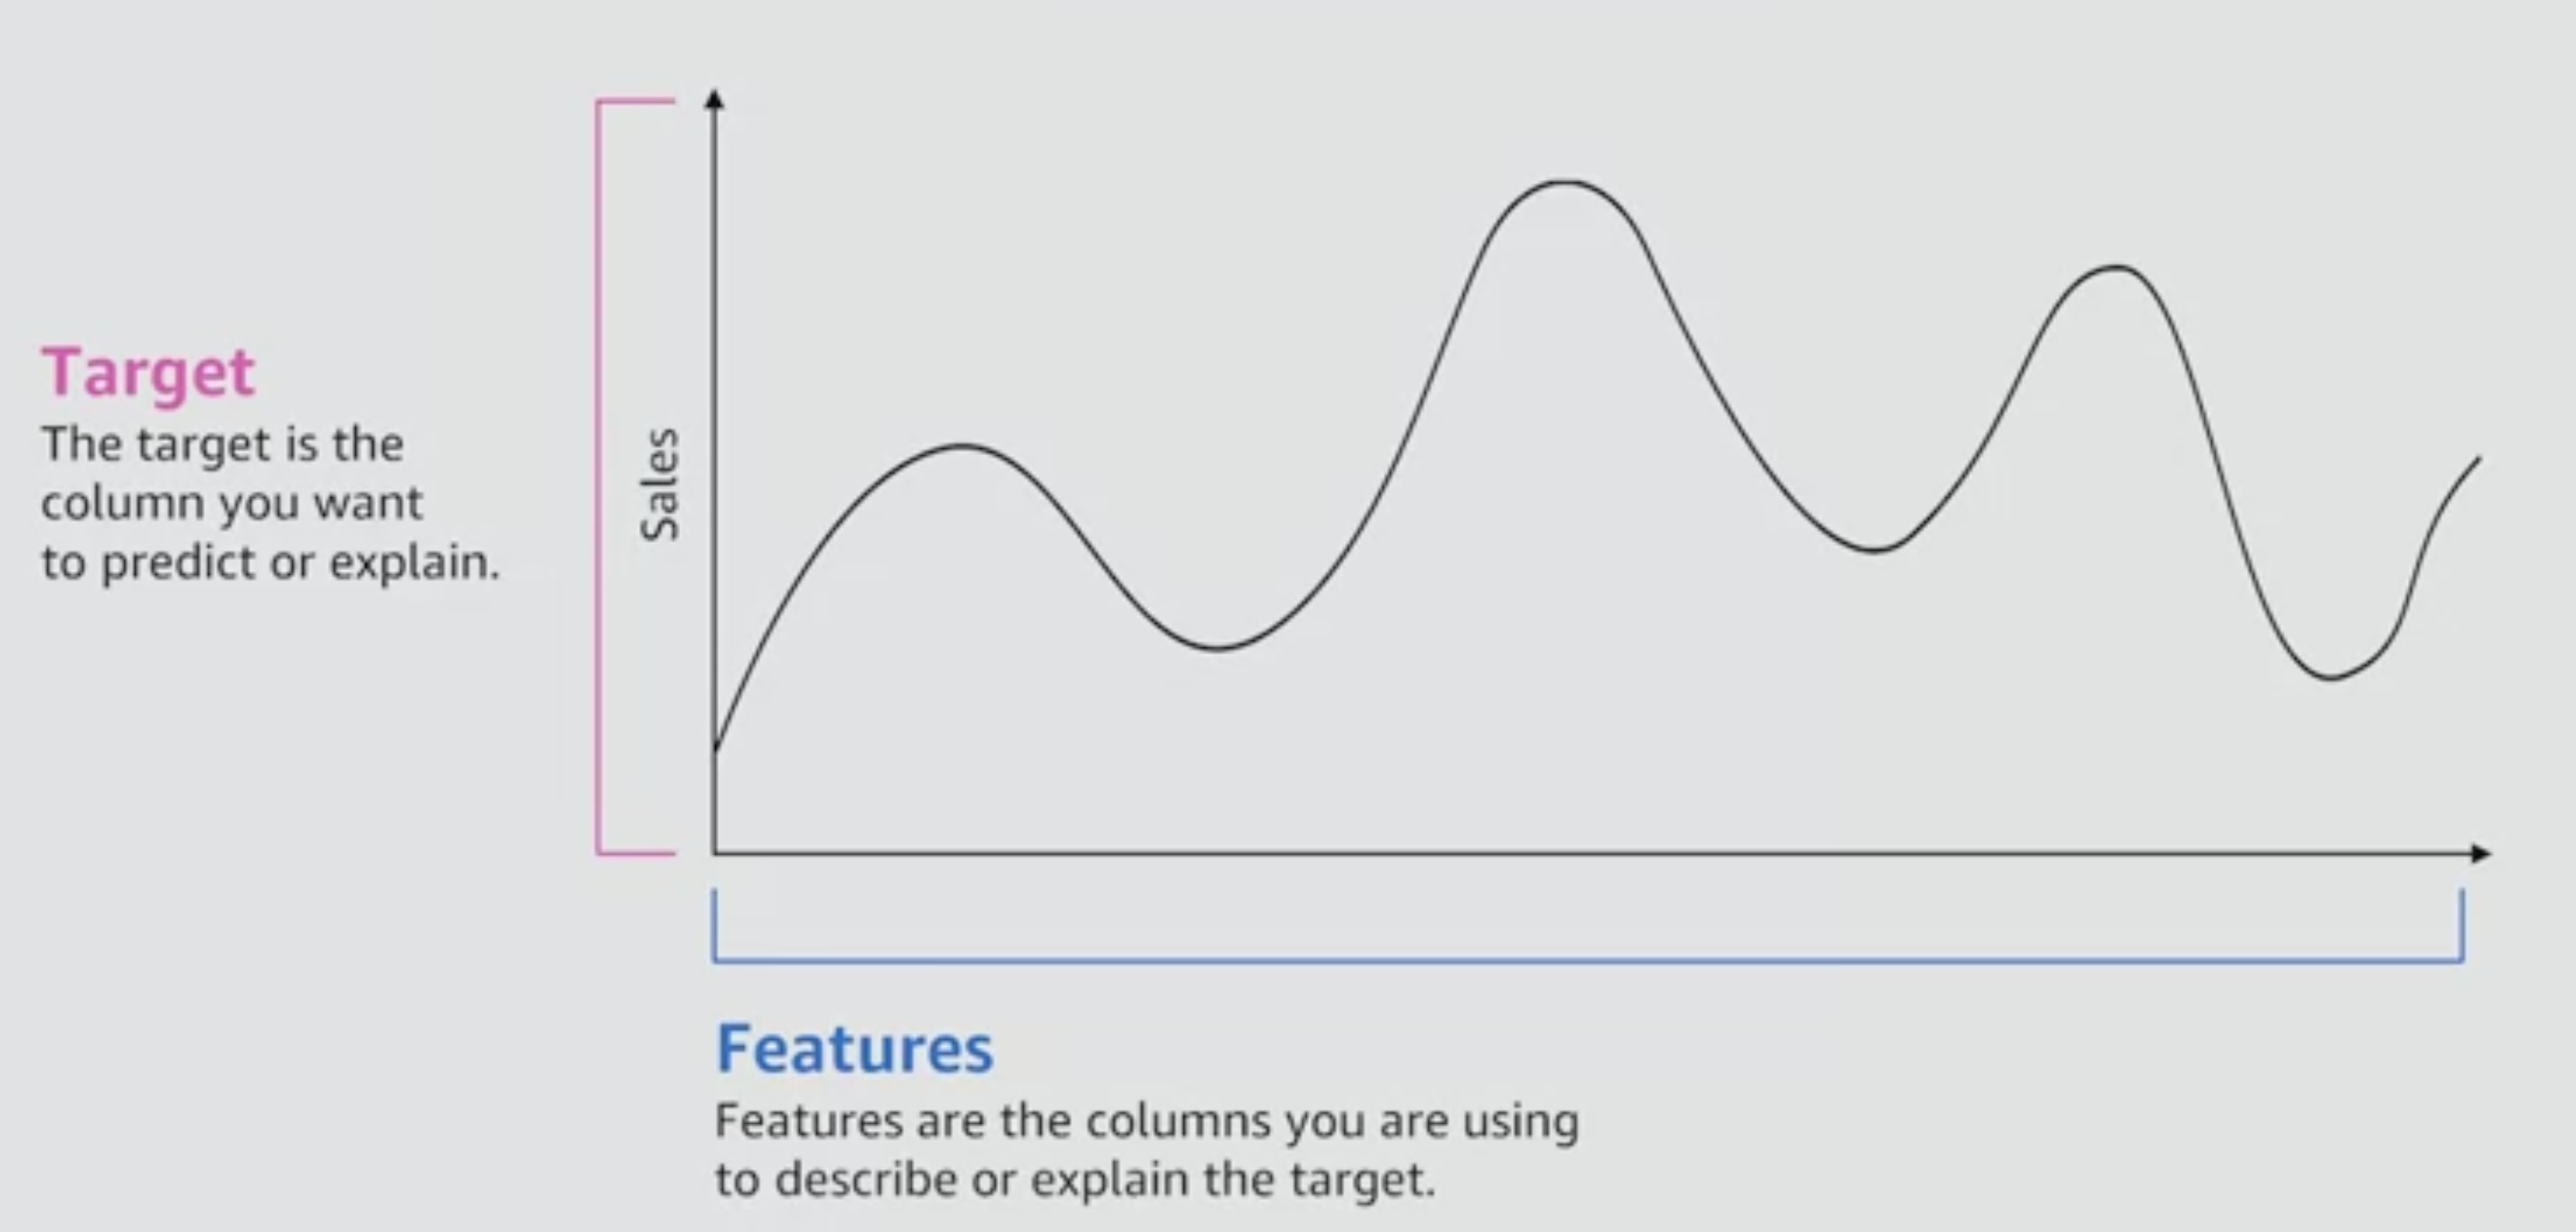 Target
The target is the
column you want
to predict or explain.
Sales
Features
Features are the columns you are using
to describe or explain the target.